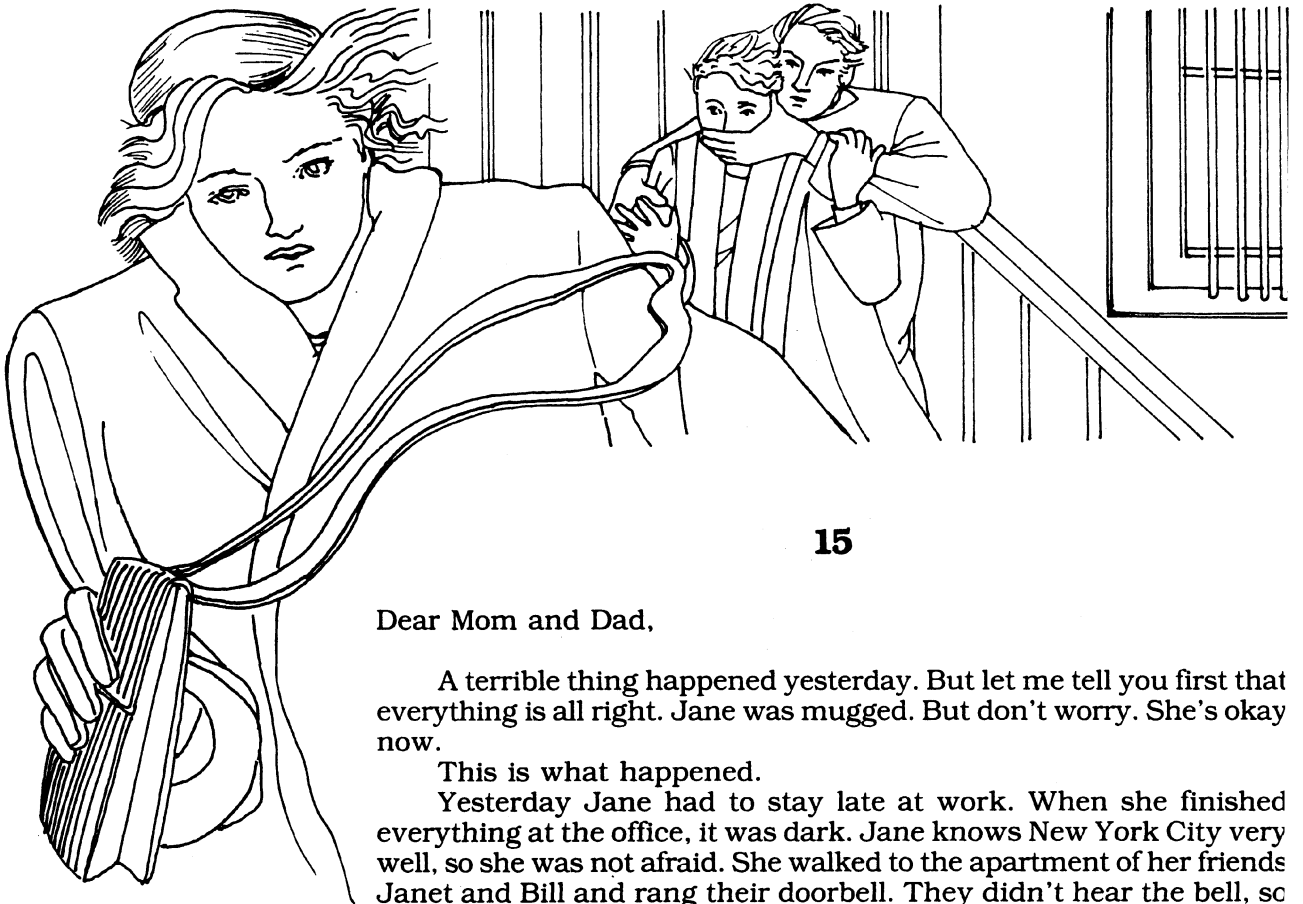 15
Dear Mom and Dad,
A terrible thing happened yesterday. But let me tell you first that
everything is all right. Jane was mugged. But don't worry. She's okay
now.
This is what happened.
Yesterday Jane had to stay late at work. When she finished
everything at the office, it was dark. Jane knows New York City very
well, so she was not afraid. She walked to the apartment of her friends
Janet and Bill and rang their doorbell. They didn't hear the bell, so